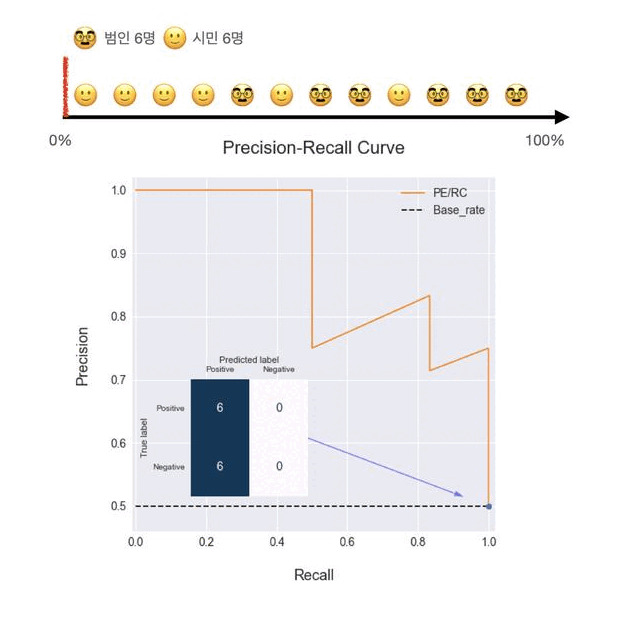 범인 6명 시민 6명
0% 100%
Precision-Recall Curve
PE/RC
Base_rate
1.0
0.9
0.8
0.7
0.6
0.5
Precision
Predicted label
Positive Negative
True label
Positive 6 0
Negative 6 0
0.0 0.2 0.4 0.6 0.8 1.0
Recall